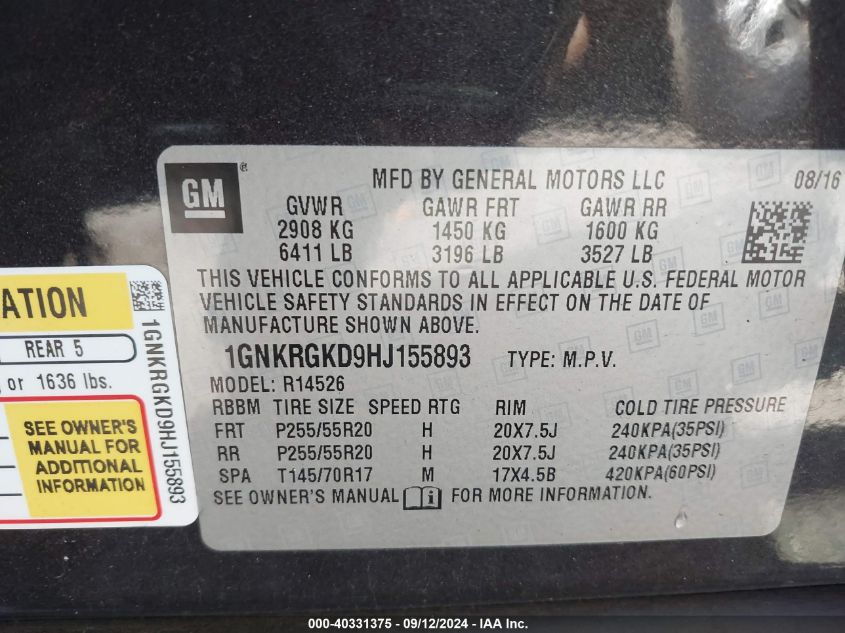 GM ®
MFD BY GENERAL MOTORS LLC 08/16
GVWR GAWR FRT GAWR RR
2908 KG 1450 KG 1600 KG
6411 LB 3196 LB 3527 LB
THIS VEHICLE CONFORMS TO ALL APPLICABLE U.S. FEDERAL MOTOR
VEHICLE SAFETY STANDARDS IN EFFECT ON THE DATE OF
MANUFACTURE SHOWN ABOVE.
1GNKRGKD9HJ155893 TYPE: M.P.V.
MODEL: R14526
RBBM TIRE SIZE SPEED RTG RIM COLD TIRE PRESSURE
FRT P255/55R20 H 20X7.5J 240KPA(35PSI)
RR P255/55R20 H 20X7.5J 240KPA(35PSI)
SPA T145/70R17 M 17X4.5B 420KPA(60PSI)
SEE OWNER'S MANUAL i FOR MORE INFORMATION.
ATION
REAR 5
or 1636 lbs.
SEE OWNER'S
MANUAL FOR
ADDITIONAL
INFORMATION
1GNKRGKD9HJ155893
000-40331375 - 09/12/2024 - IAA Inc.